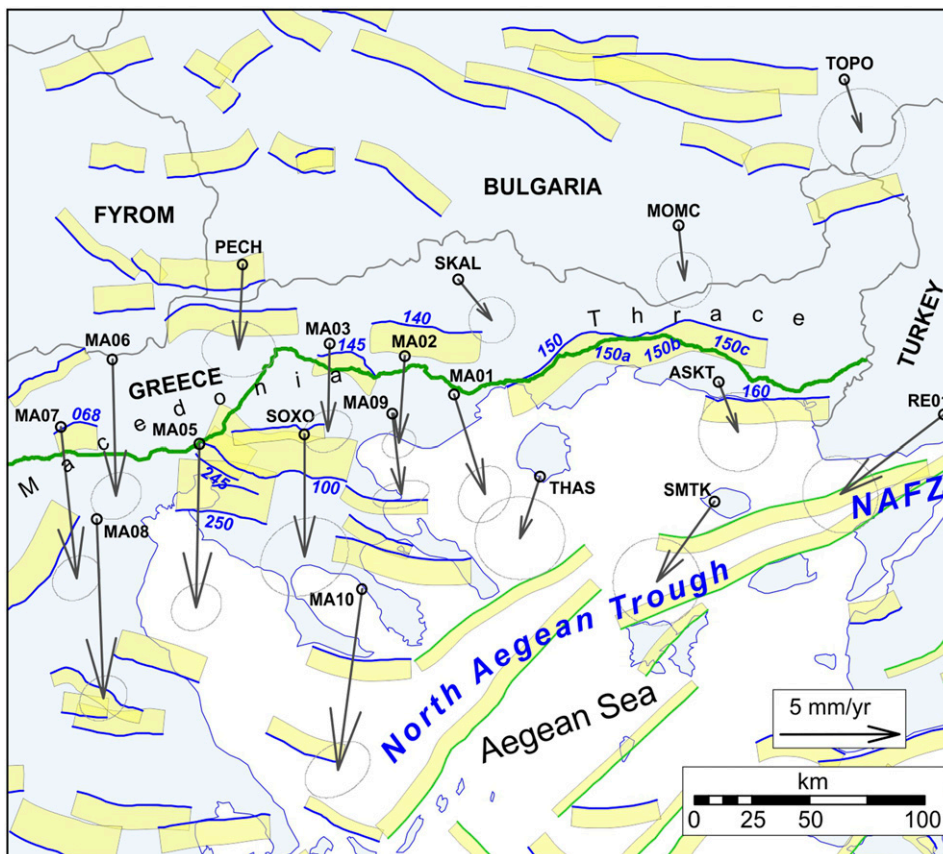 TOPO
BULGARIA
FYROM
MOMC
PECH
SKAL
TURKEY
Thrace
140
MA03
145
MA06
MA02
150
150a
150b
150c
GREECE
Macedonia
MA01
ASKT
160
MA07
068
MA09
SOXO
MA05
RE01
245
100
THAS
SMTK
NAFZ
250
MA08
MA10
North Aegean Trough
Aegean Sea
5 mm/yr
km
0 25 50 100